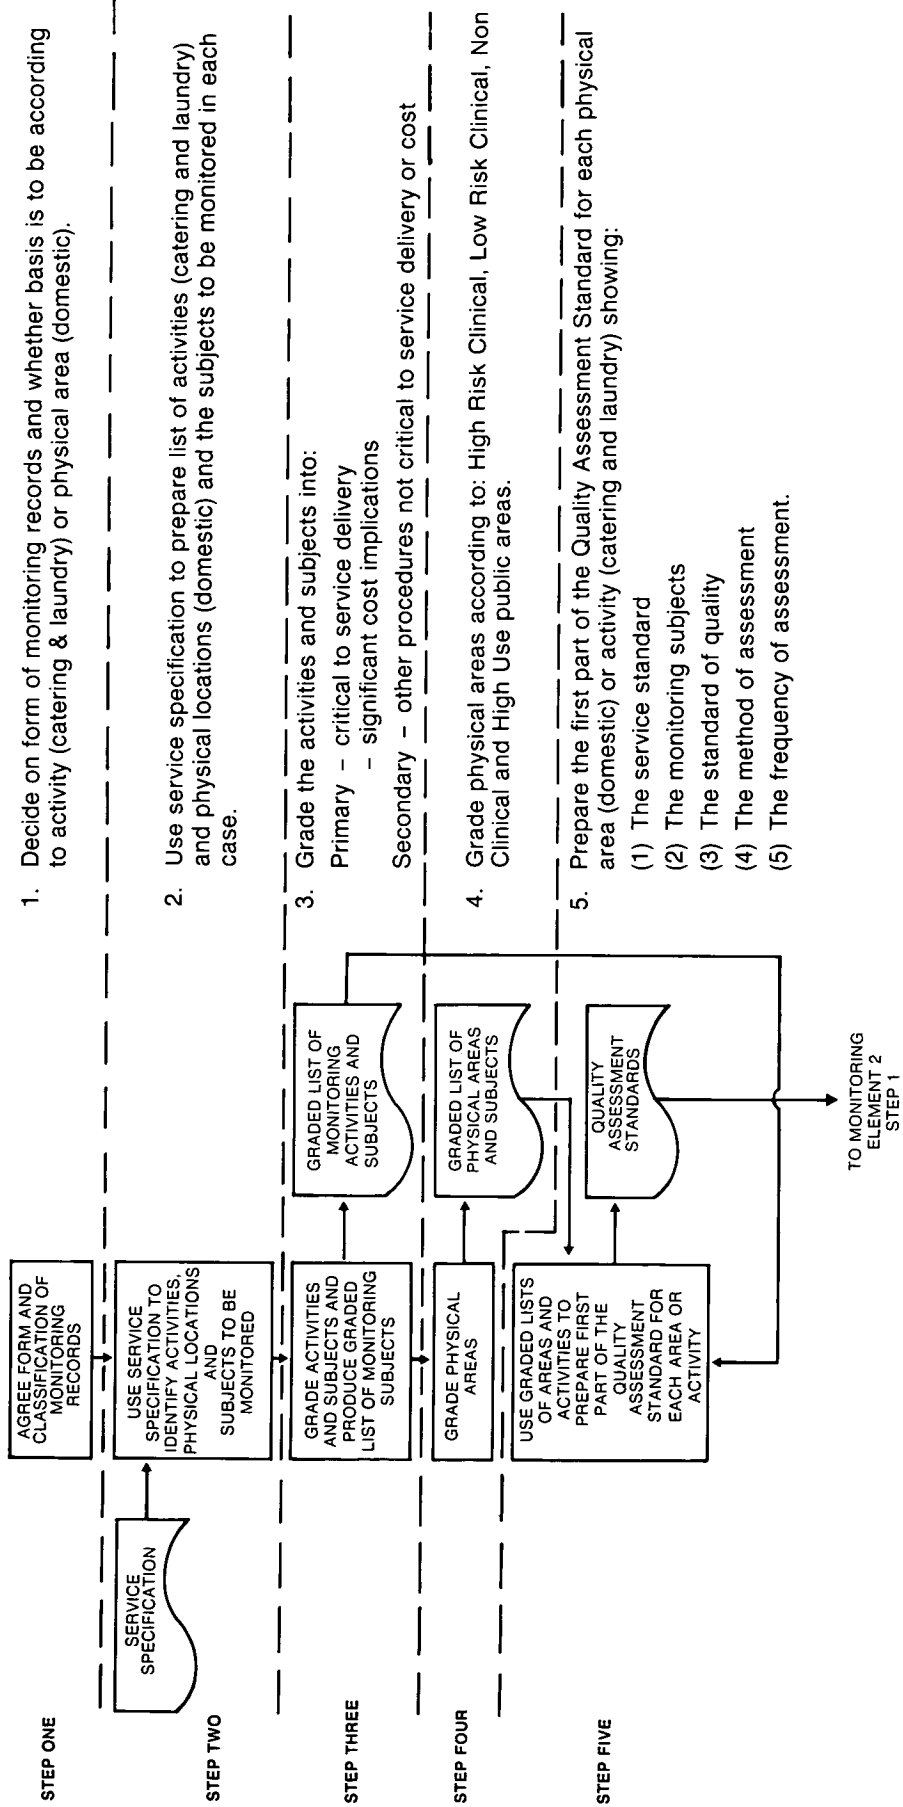 STEP ONE
AGREE FORM AND
CLASSIFICATION OF
MONITORING
RECORDS
1. Decide on form of monitoring records and whether basis is to be according
to activity (catering & laundry) or physical area (domestic).
STEP TWO
SERVICE
SPECIFICATION
USE SERVICE
SPECIFICATION TO
IDENTIFY ACTIVITIES,
PHYSICAL LOCATIONS
AND
SUBJECTS TO BE
MONITORED
2. Use service specification to prepare list of activities (catering and laundry)
and physical locations (domestic) and the subjects to be monitored in each
case.
STEP THREE
GRADE ACTIVITIES
AND SUBJECTS AND
PRODUCE GRADED
LIST OF MONITORING
SUBJECTS
GRADED LIST OF
MONITORING
ACTIVITIES AND
SUBJECTS
3. Grade the activities and subjects into:
Primary – critical to service delivery
– significant cost implications
Secondary – other procedures not critical to service delivery or cost
STEP FOUR
GRADE PHYSICAL
AREAS
GRADED LIST OF
PHYSICAL AREAS
AND SUBJECTS
4. Grade physical areas according to: High Risk Clinical, Low Risk Clinical, Non
Clinical and High Use public areas.
STEP FIVE
USE GRADED LISTS
OF AREAS AND
ACTIVITIES TO
PREPARE FIRST
PART OF THE
QUALITY
ASSESSMENT
STANDARD FOR
EACH AREA OR
ACTIVITY
QUALITY
ASSESSMENT
STANDARDS
TO MONITORING
ELEMENT 2
STEP 1
5. Prepare the first part of the Quality Assessment Standard for each physical
area (domestic) or activity (catering and laundry) showing:
(1) The service standard
(2) The monitoring subjects
(3) The standard of quality
(4) The method of assessment
(5) The frequency of assessment.